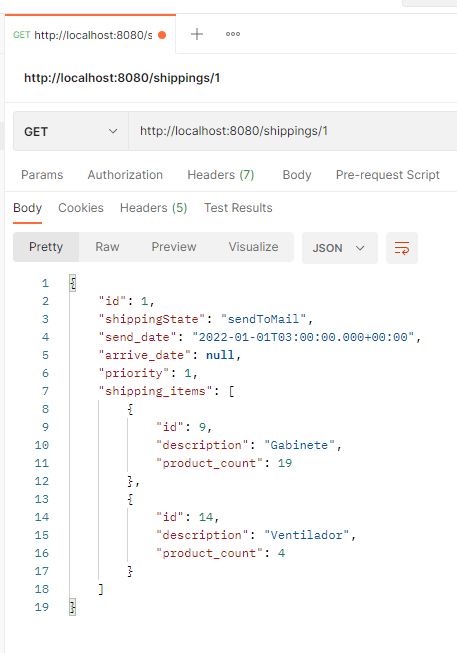 GET http://localhost:8080/s
http://localhost:8080/shippings/1
GET http://localhost:8080/shippings/1
Params Authorization Headers (7) Body Pre-request Script
Body Cookies Headers (5) Test Results
Pretty Raw Preview Visualize JSON
1 {
2 "id": 1,
3 "shippingState": "sendToMail",
4 "send_date": "2022-01-01T03:00:00.000+00:00",
5 "arrive_date": null,
6 "priority": 1,
7 "shipping_items": [
8 {
9 "id": 9,
10 "description": "Gabinete",
11 "product_count": 19
12 },
13 {
14 "id": 14,
15 "description": "Ventilador",
16 "product_count": 4
17 }
18 ]
19 }